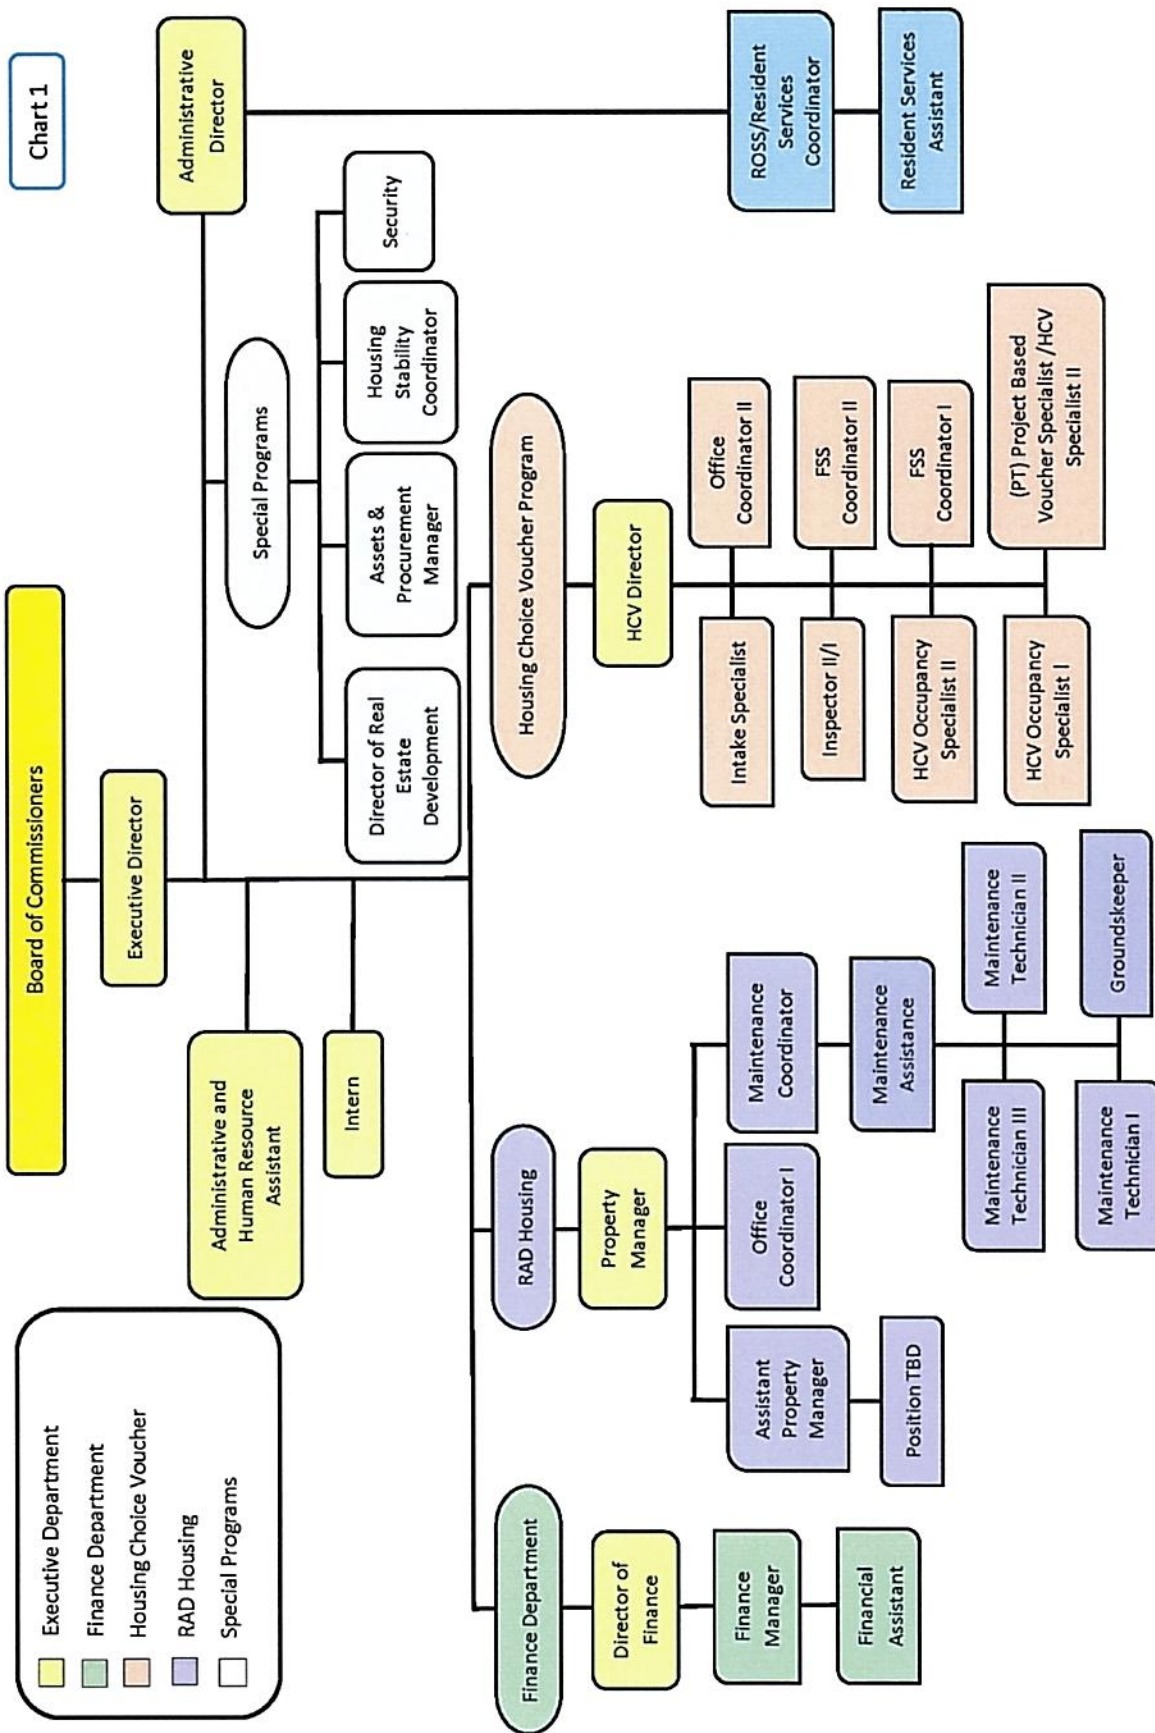 Chart1
Board of Commissioners
Executive Director
Administrative
Director
Administrative and
Human Resource
Assistant
Intern
Special Programs
Director of Real
Estate
Development
Assets &
Procurement
Manager
Housing
Stability
Coordinator
Security
Executive Department
Finance Department
Housing Choice Voucher
RAD Housing
Special Programs
Finance Department
Director of
Finance
Finance
Manager
Financial
Assistant
RAD Housing
Property
Manager
Assistant
Property
Manager
Position TBD
Office
Coordinator I
Maintenance
Coordinator
Maintenance
Assistance
Maintenance
Technician III
Maintenance
Technician II
Maintenance
Technician I
Groundskeeper
Housing Choice Voucher Program
HCV Director
Intake Specialist
Office
Coordinator II
Inspector II/I
FSS
Coordinator II
HCV Occupancy
Specialist II
FSS
Coordinator I
HCV Occupancy
Specialist I
(PT) Project Based
Voucher Specialist /HCV
Specialist II
ROSS/Resident
Services
Coordinator
Resident Services
Assistant